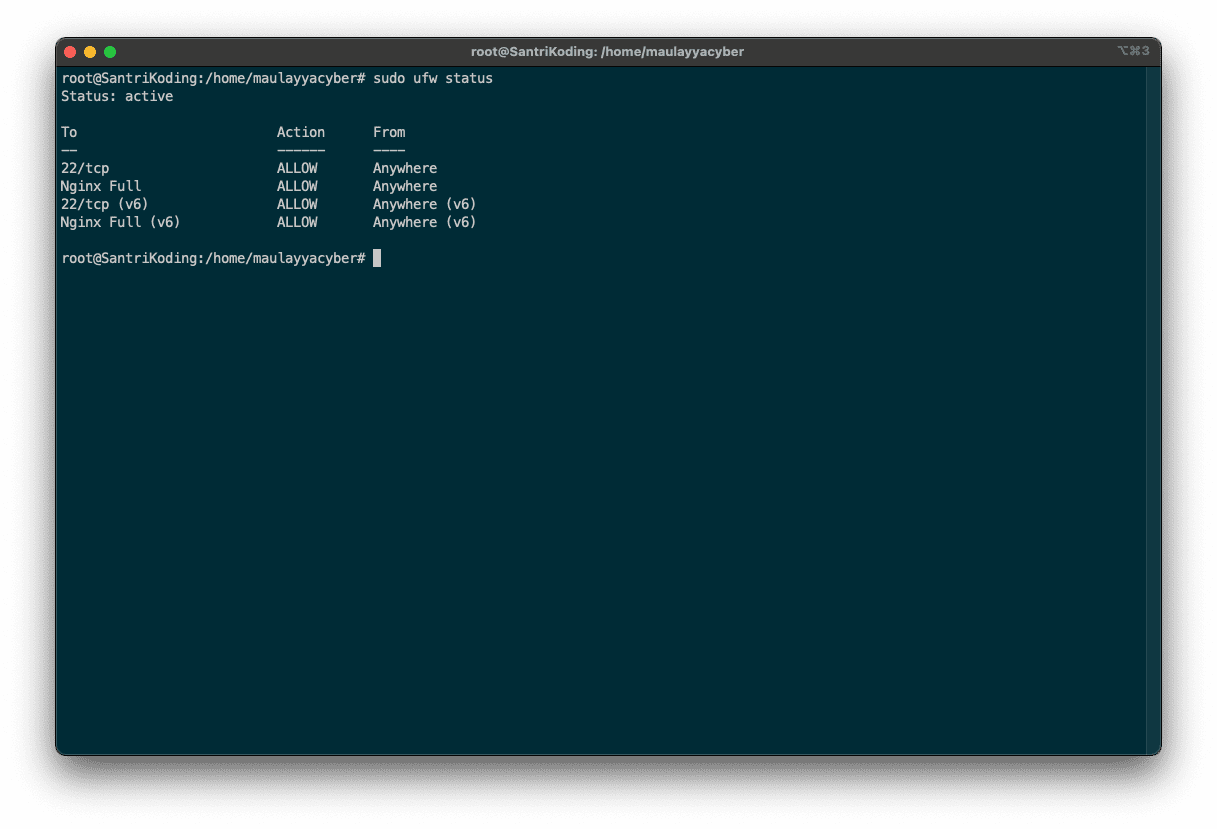 root@SantriKoding: /home/maulayyacyber
⌥⌘3
root@SantriKoding:/home/maulayyacyber# sudo ufw status
Status: active
To                         Action      From
--                         ------      ----
22/tcp                     ALLOW       Anywhere
Nginx Full                 ALLOW       Anywhere
22/tcp (v6)                ALLOW       Anywhere (v6)
Nginx Full (v6)            ALLOW       Anywhere (v6)
root@SantriKoding:/home/maulayyacyber#